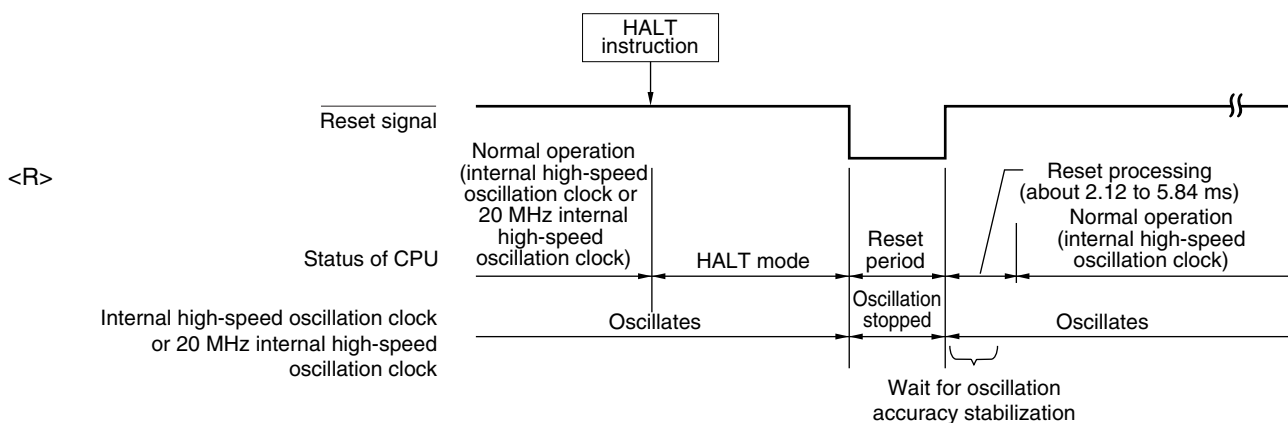 HALT
instruction
Reset signal
<R>
Normal operation
(internal high-speed
oscillation clock or
20 MHz internal
high-speed
oscillation clock)
Reset processing
(about 2.12 to 5.84 ms)
Normal operation
(internal high-speed
oscillation clock)
Status of CPU
HALT mode
Reset
period
Internal high-speed oscillation clock
or 20 MHz internal high-speed
oscillation clock
Oscillates
Oscillation
stopped
Oscillates
Wait for oscillation
accuracy stabilization